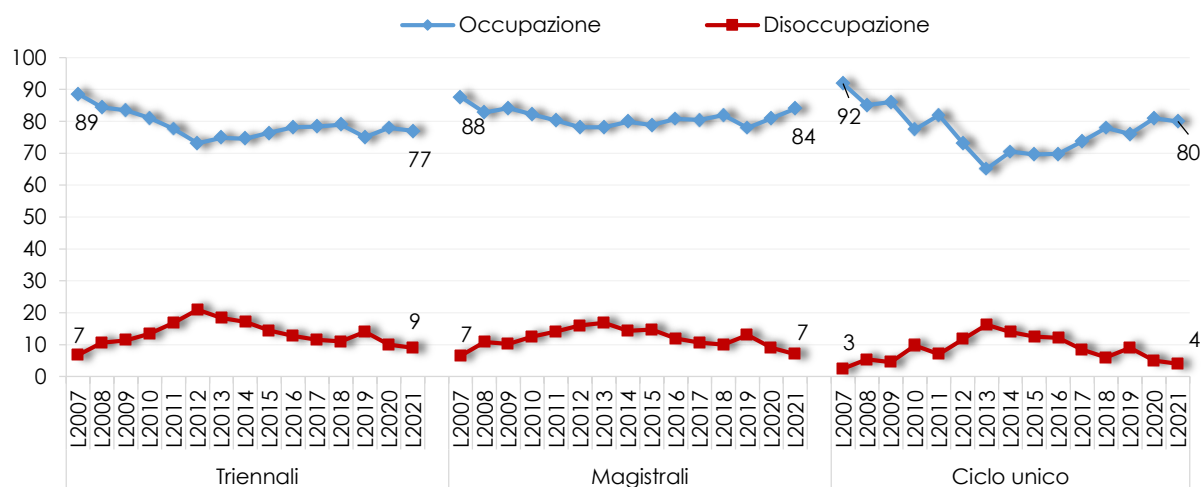 Occupazione Disoccupazione
100
90
80
70
60
50
40
30
20
10
0
89 77 88 84 92 80
7 9 7 7 3 4
L2007 L2008 L2009 L2010 L2011 L2012 L2013 L2014 L2015 L2016 L2017 L2018 L2019 L2020 L2021
L2007 L2008 L2009 L2010 L2011 L2012 L2013 L2014 L2015 L2016 L2017 L2018 L2019 L2020 L2021
L2007 L2008 L2009 L2010 L2011 L2012 L2013 L2014 L2015 L2016 L2017 L2018 L2019 L2020 L2021
Triennali Magistrali Ciclo unico